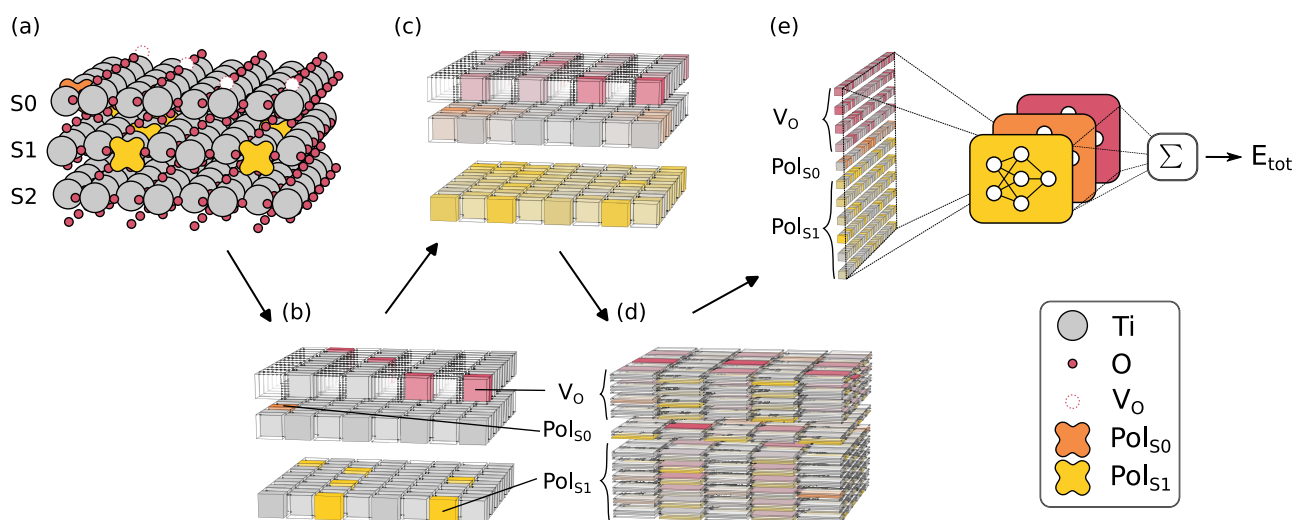 (a)
S0
S1
S2
(b)
V_O
Pol_S0
Pol_S1
(c)
(d)
(e)
V_O
Pol_S0
Pol_S1
Σ
E_tot
Ti
O
V_O
Pol_S0
Pol_S1